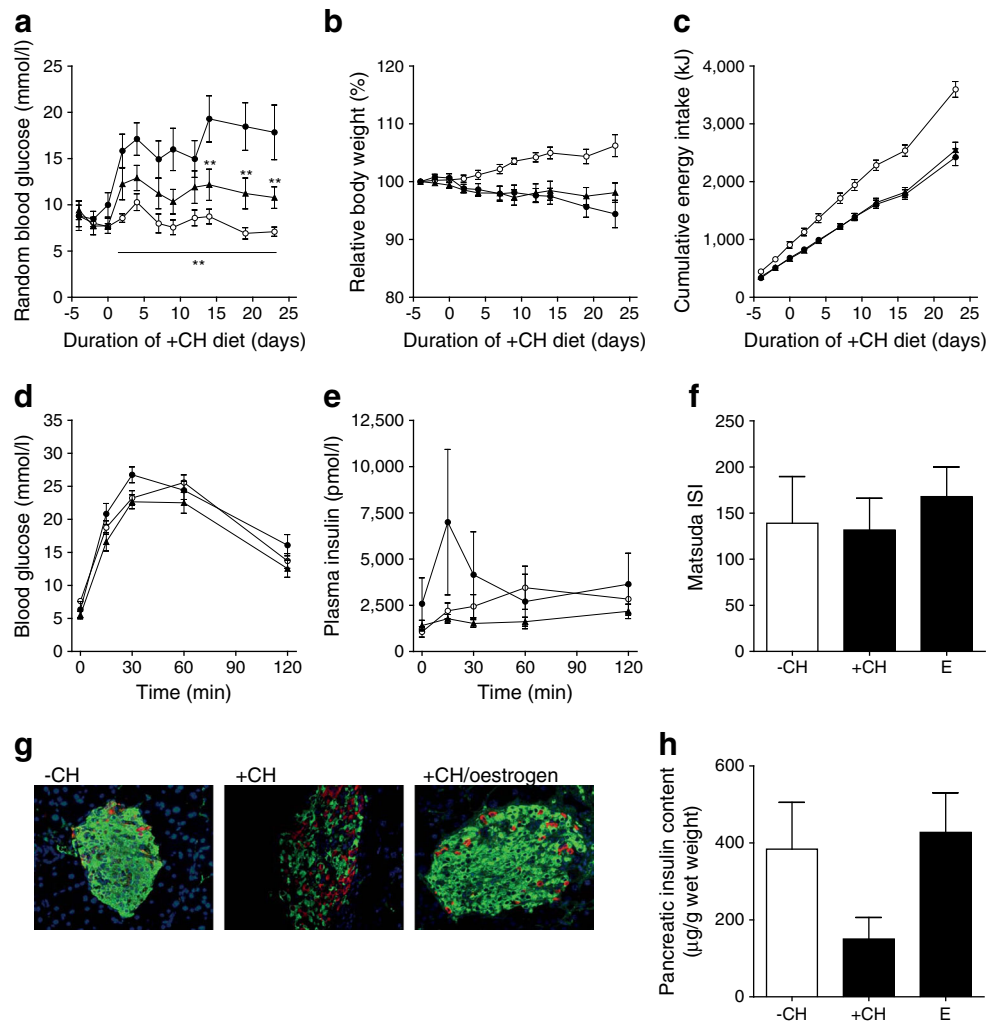 a
Random blood glucose (mmol/l)
25
20
15
10
5
0
**
**
**
**
-5 0 5 10 15 20 25
Duration of +CH diet (days)
b
Relative body weight (%)
120
110
100
90
80
-5 0 5 10 15 20 25
Duration of +CH diet (days)
c
Cumulative energy intake (kJ)
4,000
3,000
2,000
1,000
0
-5 0 5 10 15 20 25
Duration of +CH diet (days)
d
Blood glucose (mmol/l)
35
30
25
20
15
10
5
0
0 30 60 90 120
Time (min)
e
Plasma insulin (pmol/l)
12,500
10,000
7,500
5,000
2,500
0
0 30 60 90 120
Time (min)
f
Matsuda ISI
250
200
150
100
50
0
-CH +CH E
g
-CH
+CH
+CH/oestrogen
h
Pancreatic insulin content
(µg/g wet weight)
600
400
200
0
-CH +CH E